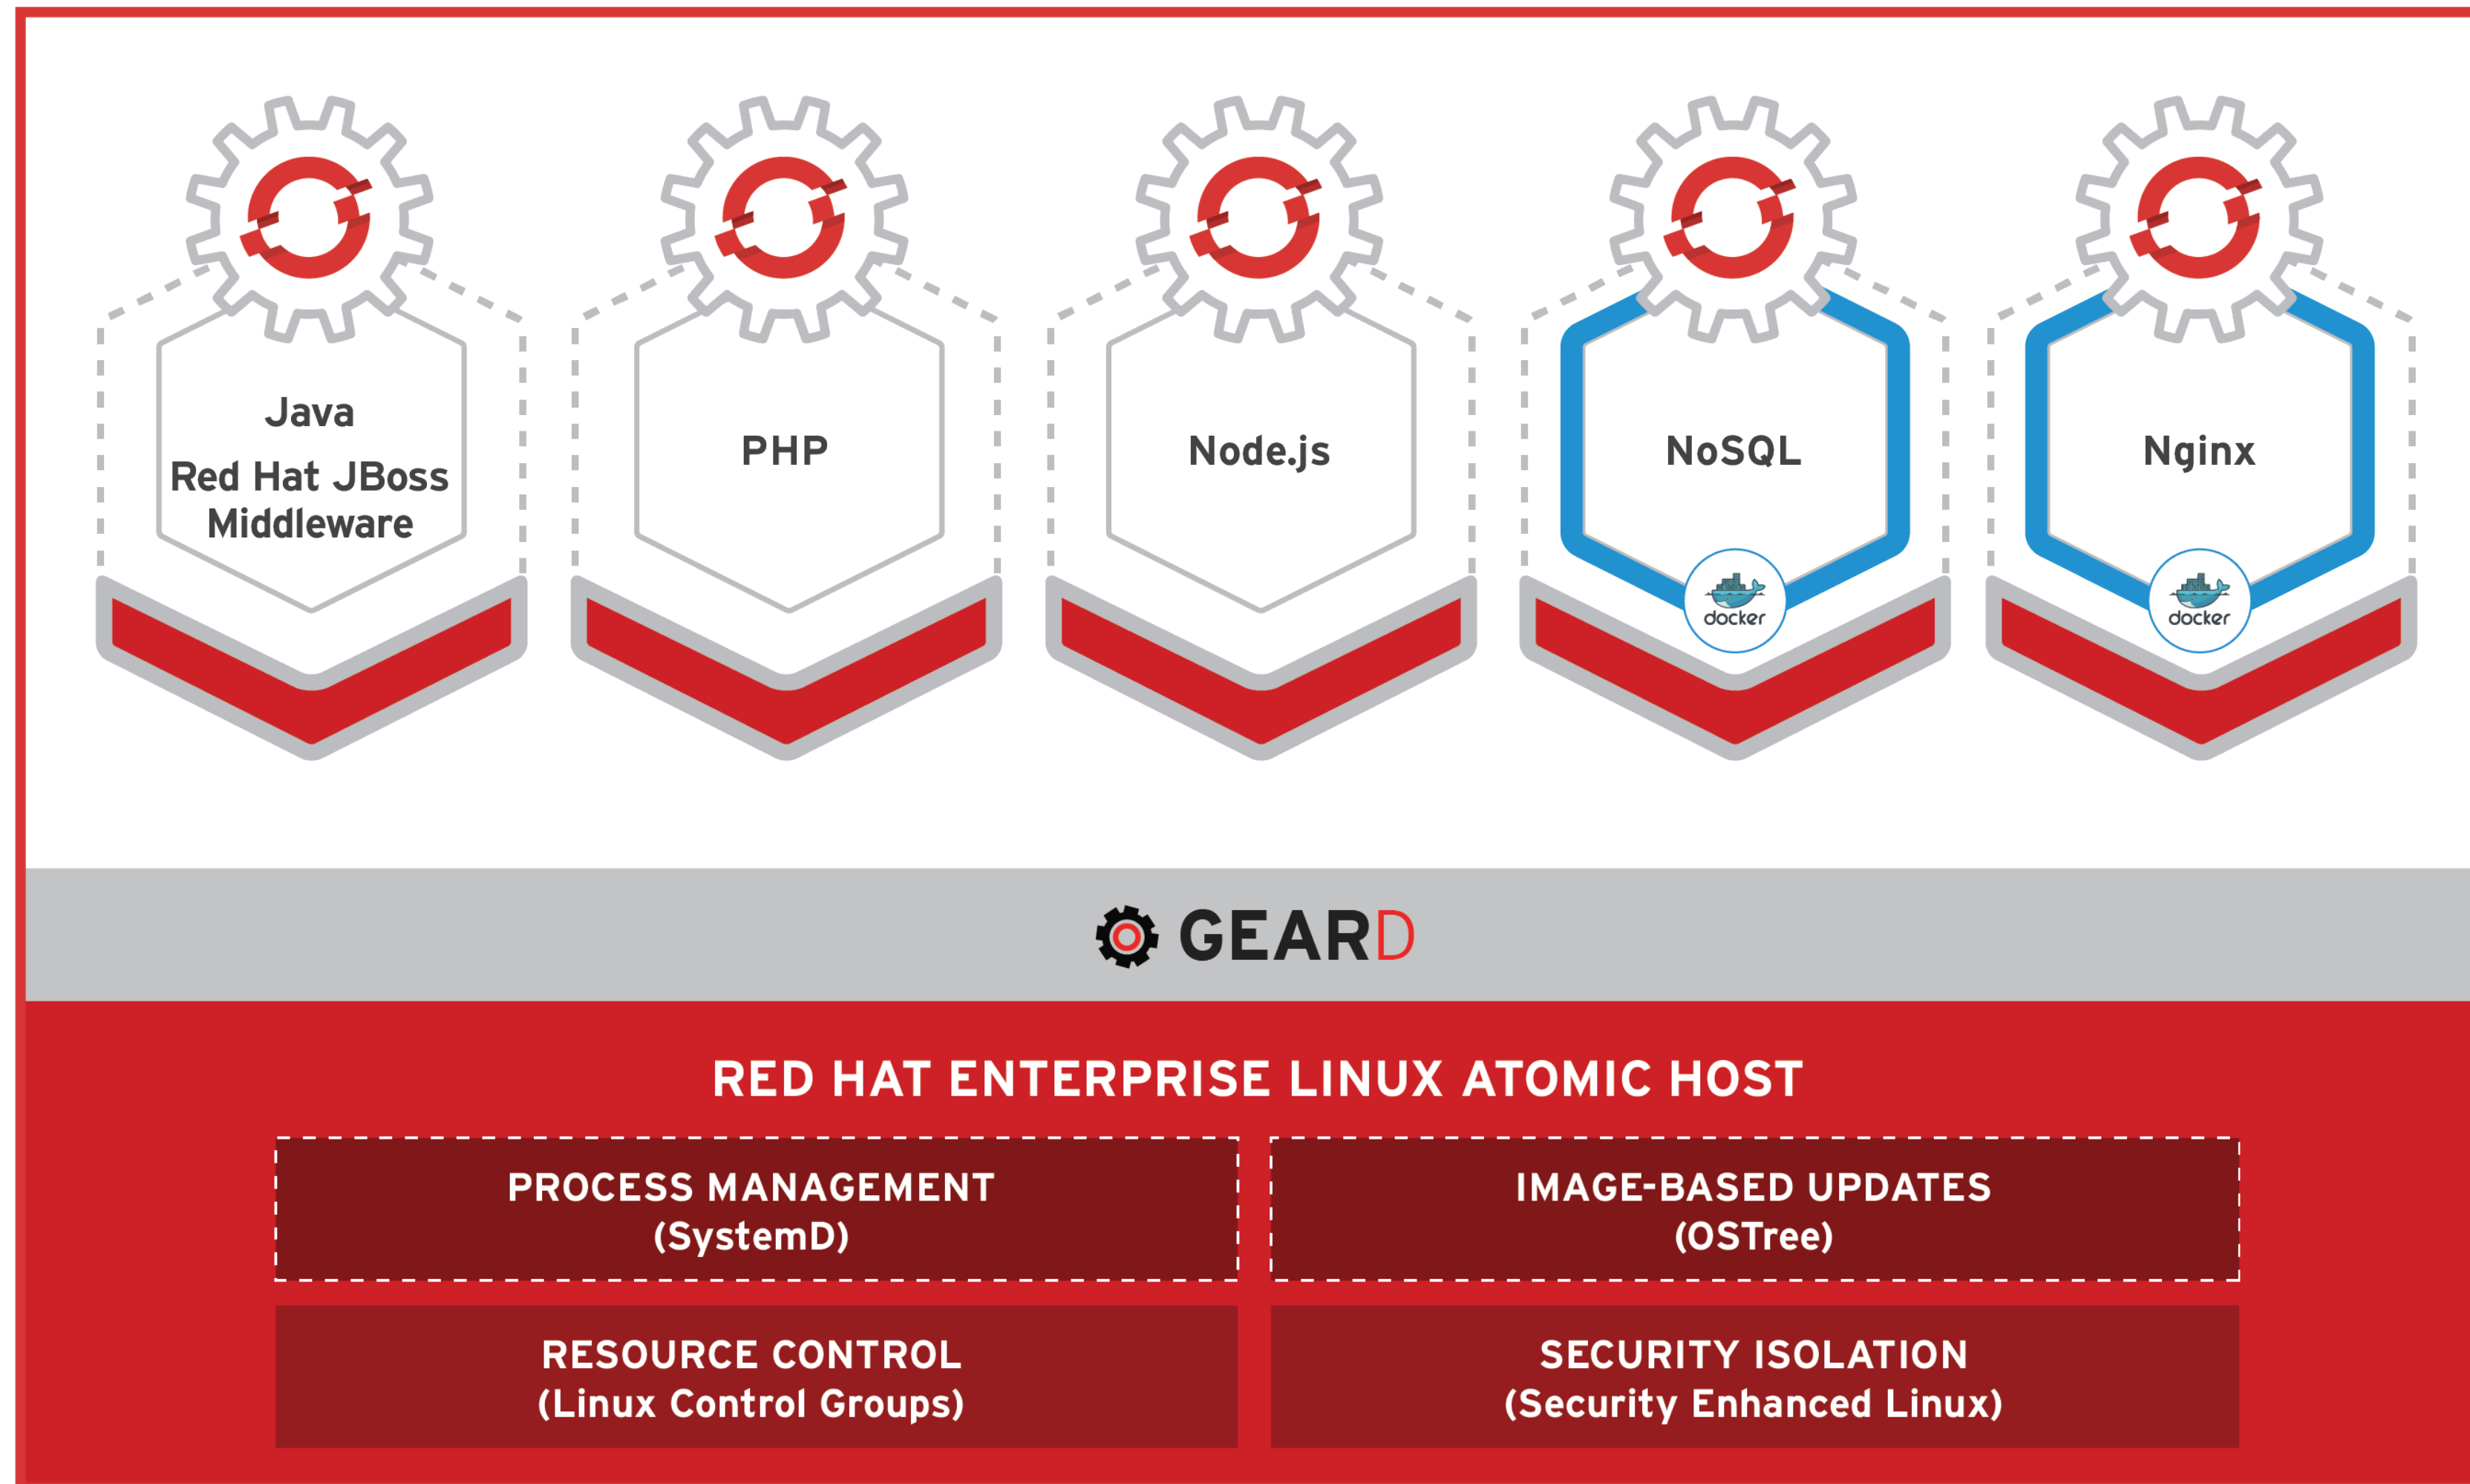 Java
Red Hat JBoss
Middleware
PHP
Node.js
NoSQL
docker
Nginx
docker
GEARD
RED HAT ENTERPRISE LINUX ATOMIC HOST
PROCESS MANAGEMENT
(SystemD)
IMAGE-BASED UPDATES
(OSTree)
RESOURCE CONTROL
(Linux Control Groups)
SECURITY ISOLATION
(Security Enhanced Linux)